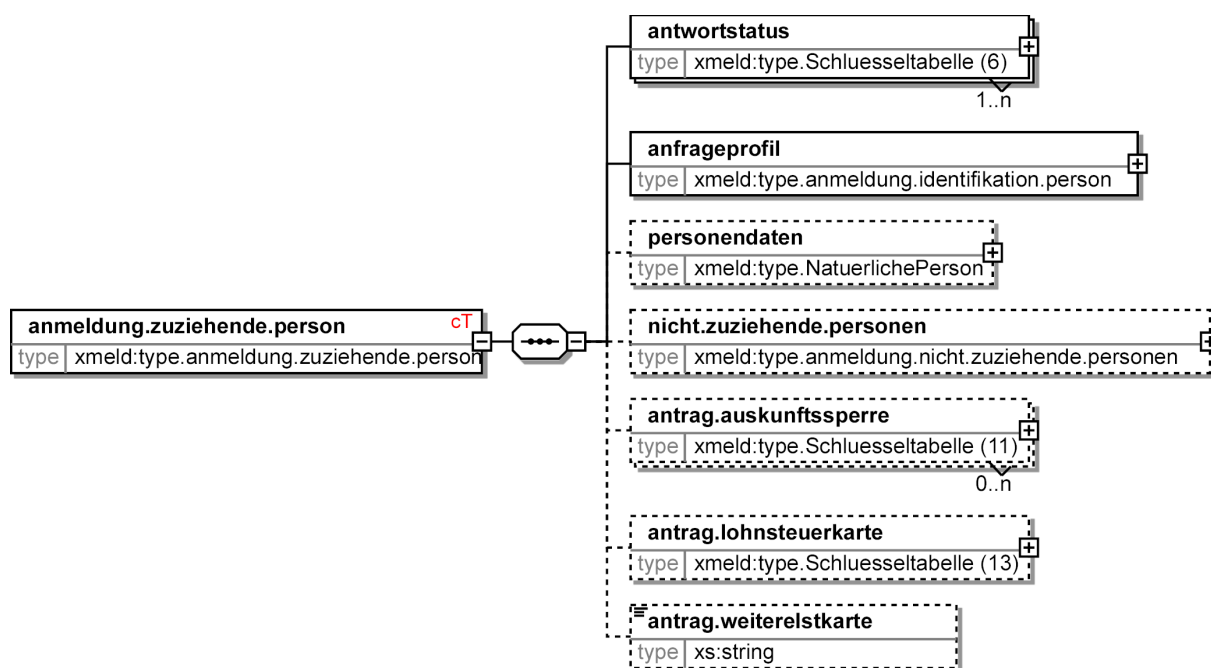 antwortstatus
type xmeld:type.Schluesseltabelle (6)
1..n
anfrageprofil
type xmeld:type.anmeldung.identifikation.person
personendaten
type xmeld:type.NatuerlichePerson
anmeldung.zuziehende.person cT
type xmeld:type.anmeldung.zuziehende.person
nicht.zuziehende.personen
type xmeld:type.anmeldung.nicht.zuziehende.personen
antrag.auskunftssperre
type xmeld:type.Schluesseltabelle (11)
0..n
antrag.lohnsteuerkarte
type xmeld:type.Schluesseltabelle (13)
antrag.weiterelstkarte
type xs:string